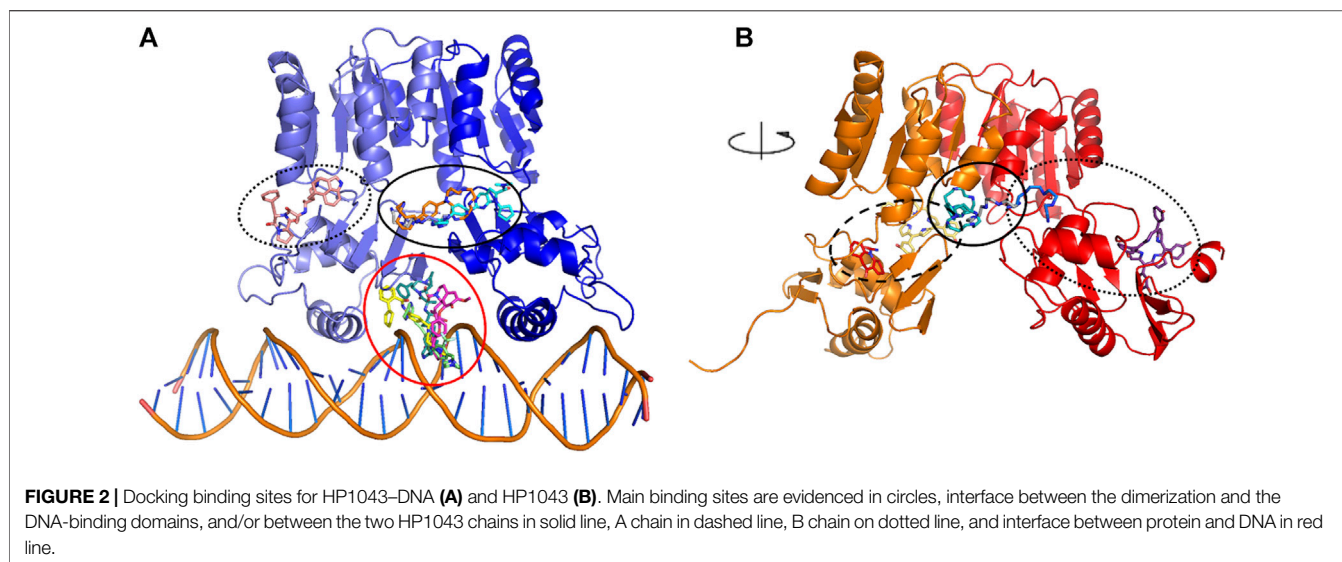 A
B
FIGURE 2 | Docking binding sites for HP1043–DNA (A) and HP1043 (B). Main binding sites are evidenced in circles, interface between the dimerization and the
DNA-binding domains, and/or between the two HP1043 chains in solid line, A chain in dashed line, B chain on dotted line, and interface between protein and DNA in red
line.